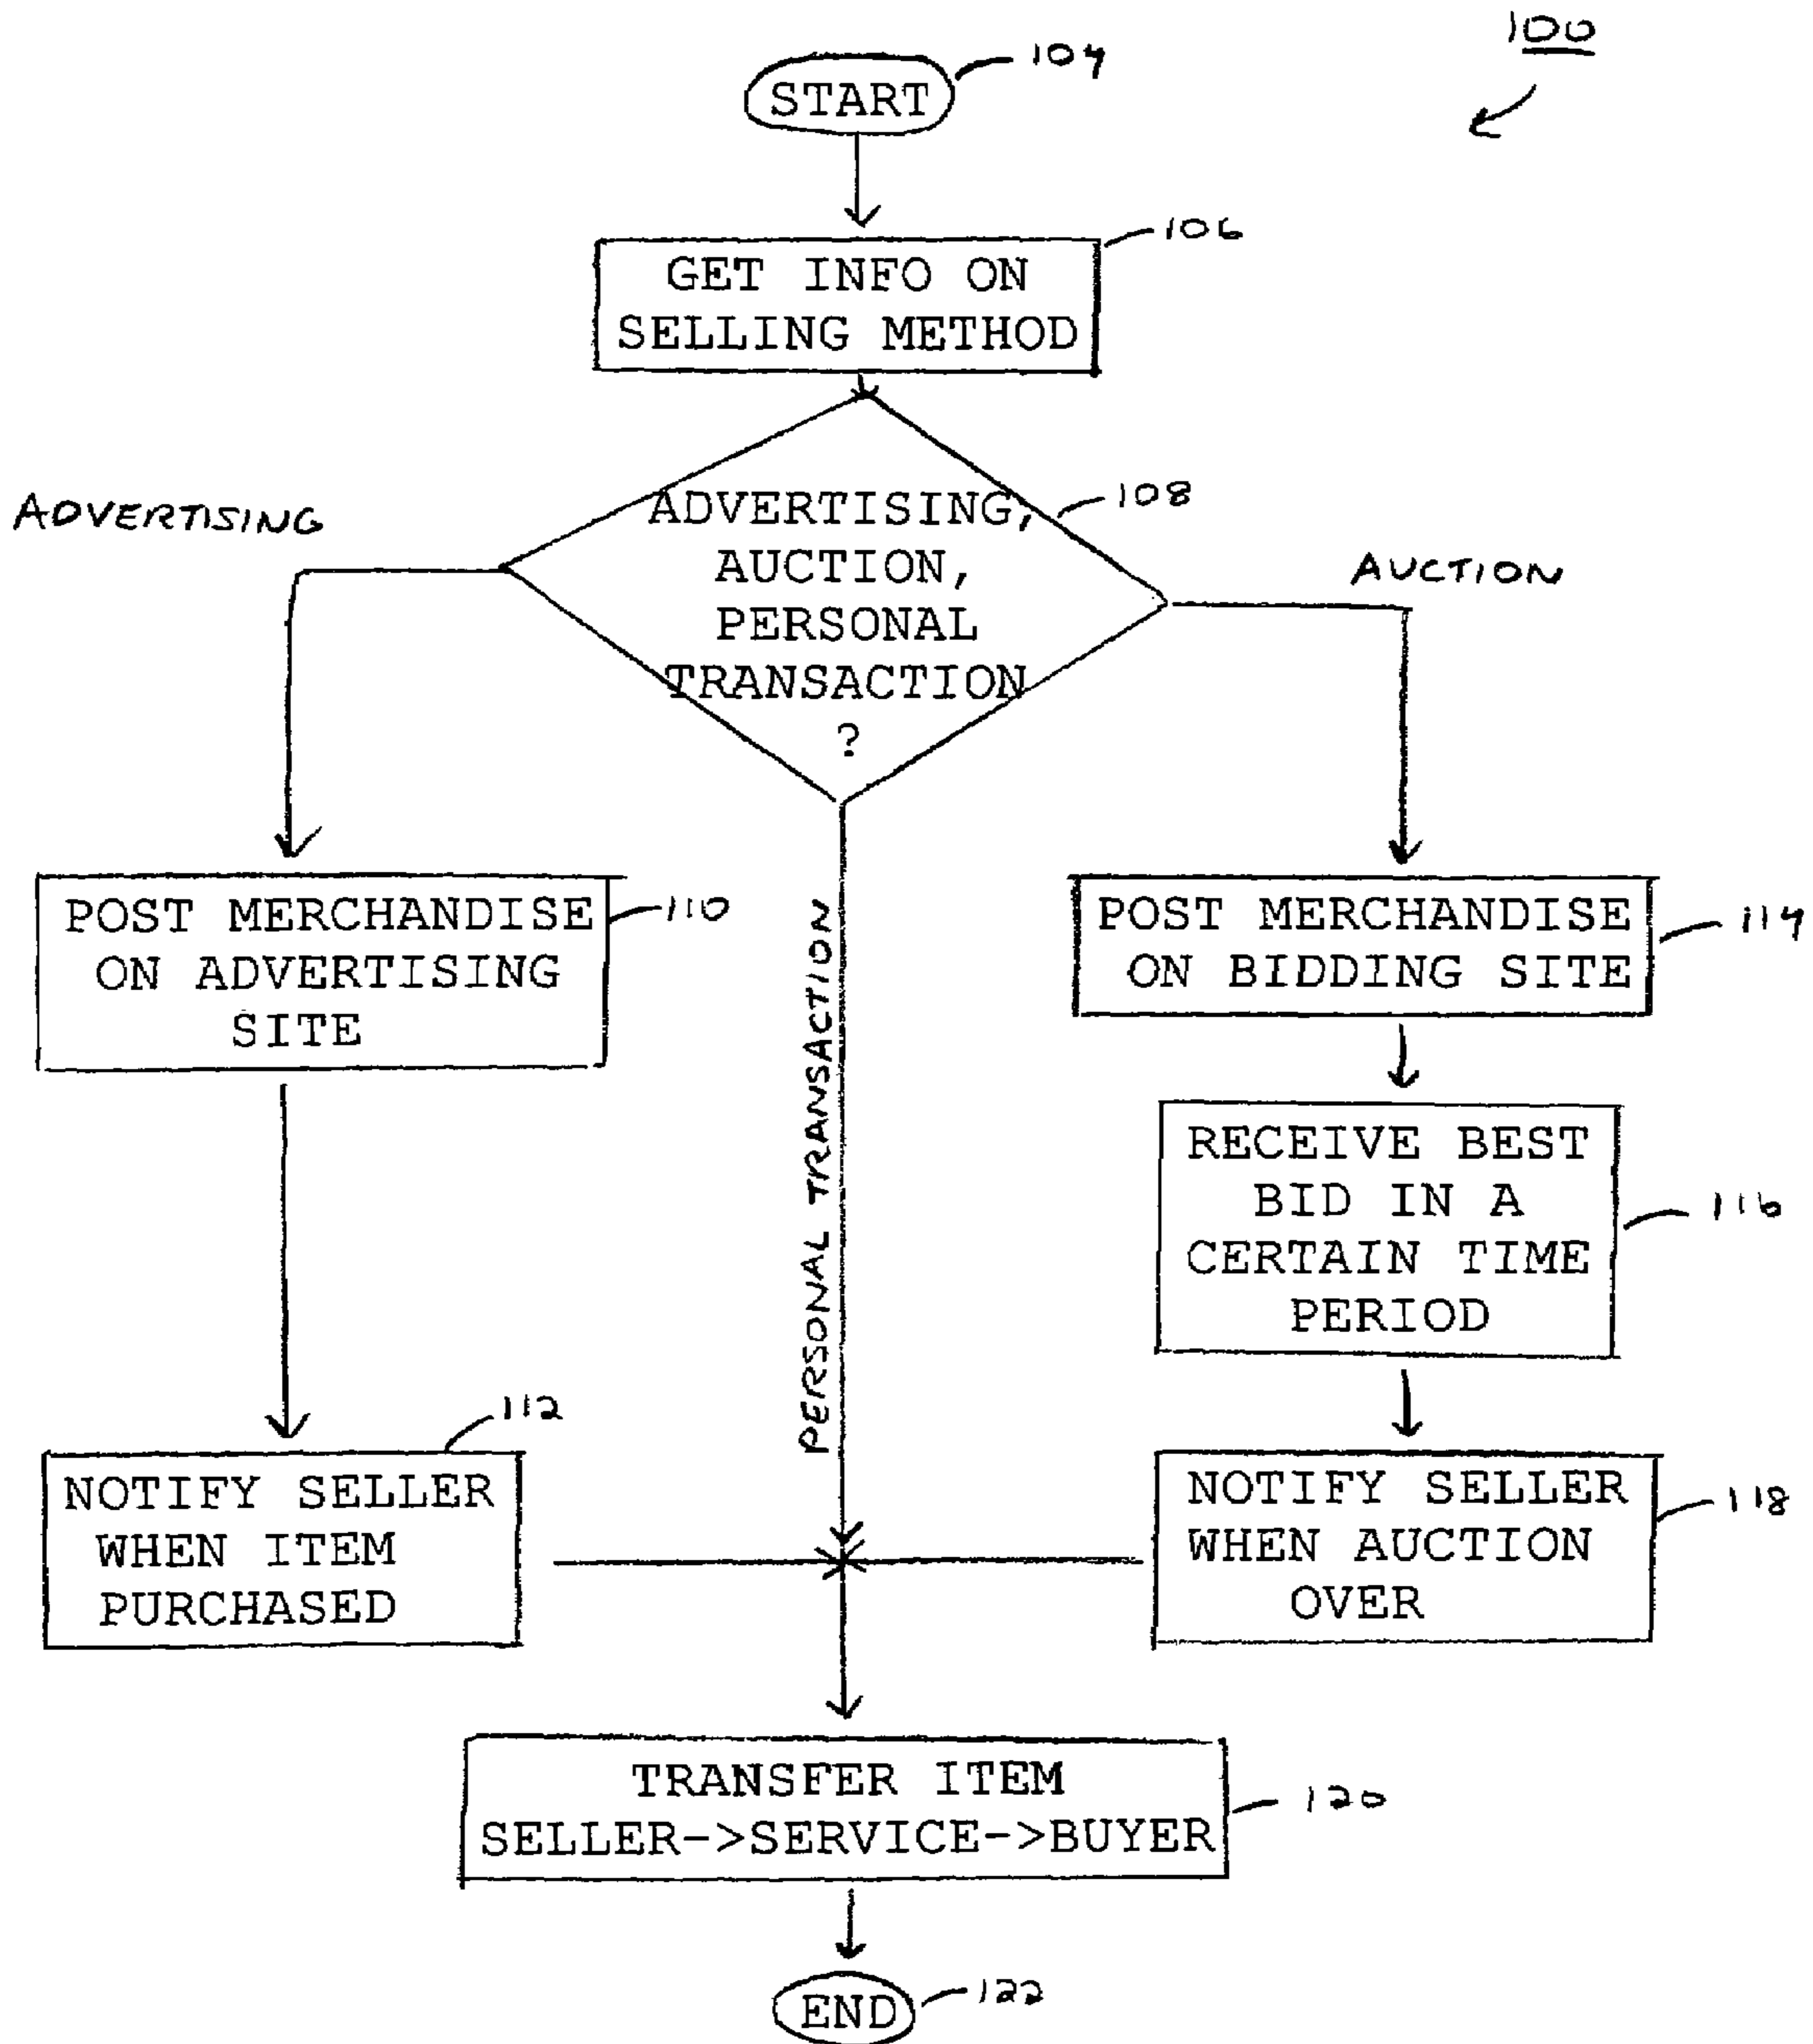 100
START
104
GET INFO ON
SELLING METHOD
106
ADVERTISING,
AUCTION,
PERSONAL
TRANSACTION
?
108
ADVERTISING
AUCTION
PERSONAL TRANSACTION
POST MERCHANDISE
ON ADVERTISING
SITE
110
POST MERCHANDISE
ON BIDDING SITE
114
RECEIVE BEST
BID IN A
CERTAIN TIME
PERIOD
116
NOTIFY SELLER
WHEN ITEM
PURCHASED
112
NOTIFY SELLER
WHEN AUCTION
OVER
118
TRANSFER ITEM
SELLER->SERVICE->BUYER
120
END
122